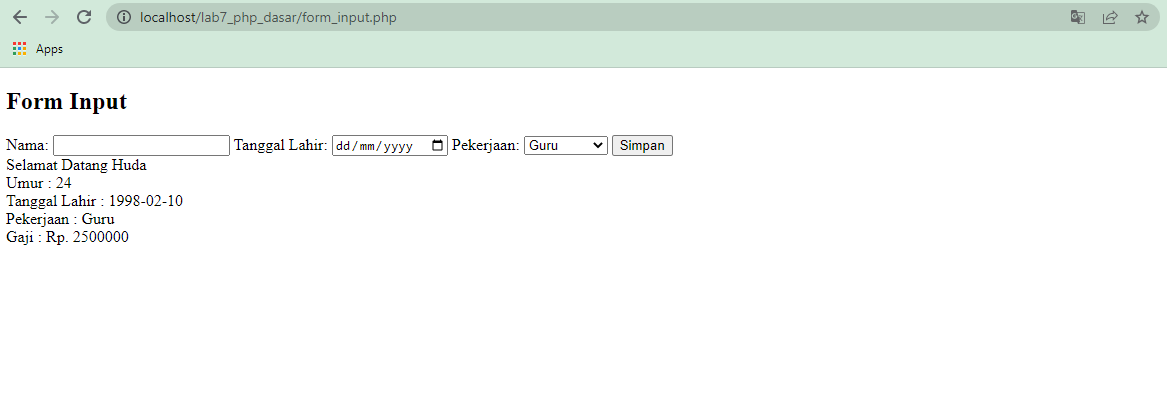 localhost/lab7_php_dasar/form_input.php
Apps
Form Input
Nama: Tanggal Lahir: dd/mm/yyyy Pekerjaan: Guru Simpan
Selamat Datang Huda
Umur : 24
Tanggal Lahir : 1998-02-10
Pekerjaan : Guru
Gaji : Rp. 2500000